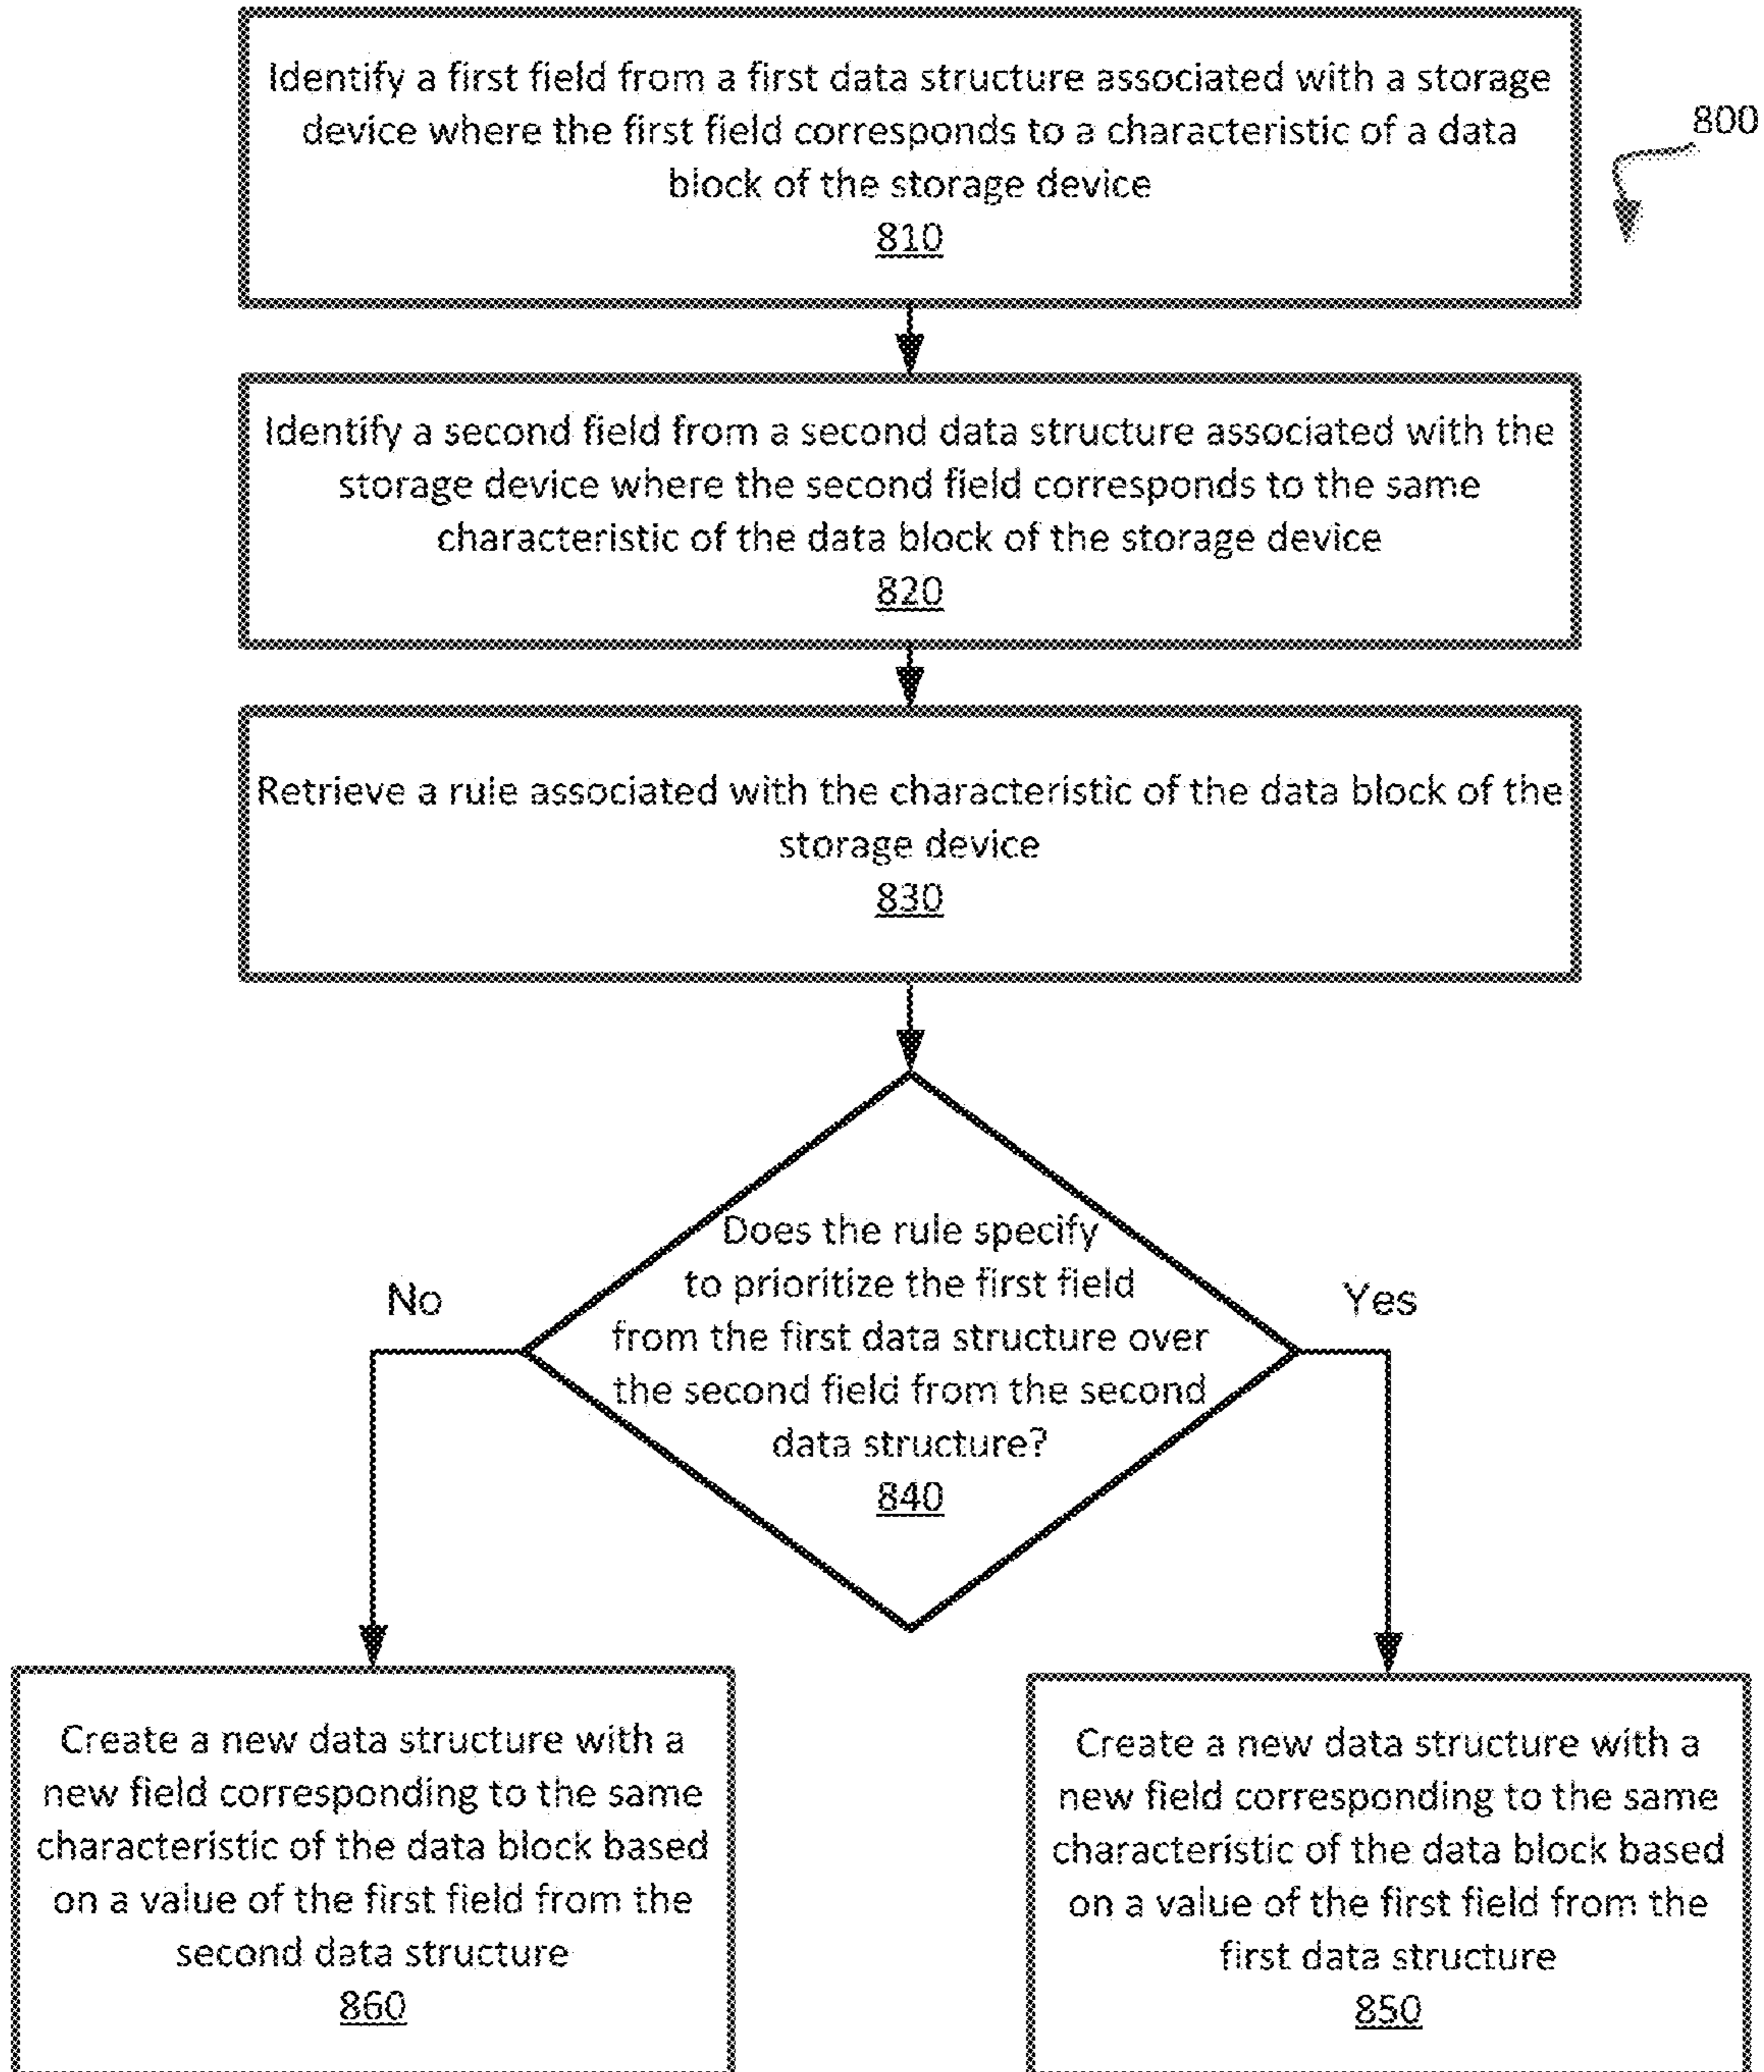 Identify a first field from a first data structure associated with a storage
device where the first field corresponds to a characteristic of a data
block of the storage device
810
800
Identify a second field from a second data structure associated with the
storage device where the second field corresponds to the same
characteristic of the data block of the storage device
820
Retrieve a rule associated with the characteristic of the data block of the
storage device
830
Does the rule specify
to prioritize the first field
from the first data structure over
the second field from the second
data structure?
840
No
Yes
Create a new data structure with a
new field corresponding to the same
characteristic of the data block based
on a value of the first field from the
second data structure
860
Create a new data structure with a
new field corresponding to the same
characteristic of the data block based
on a value of the first field from the
first data structure
850